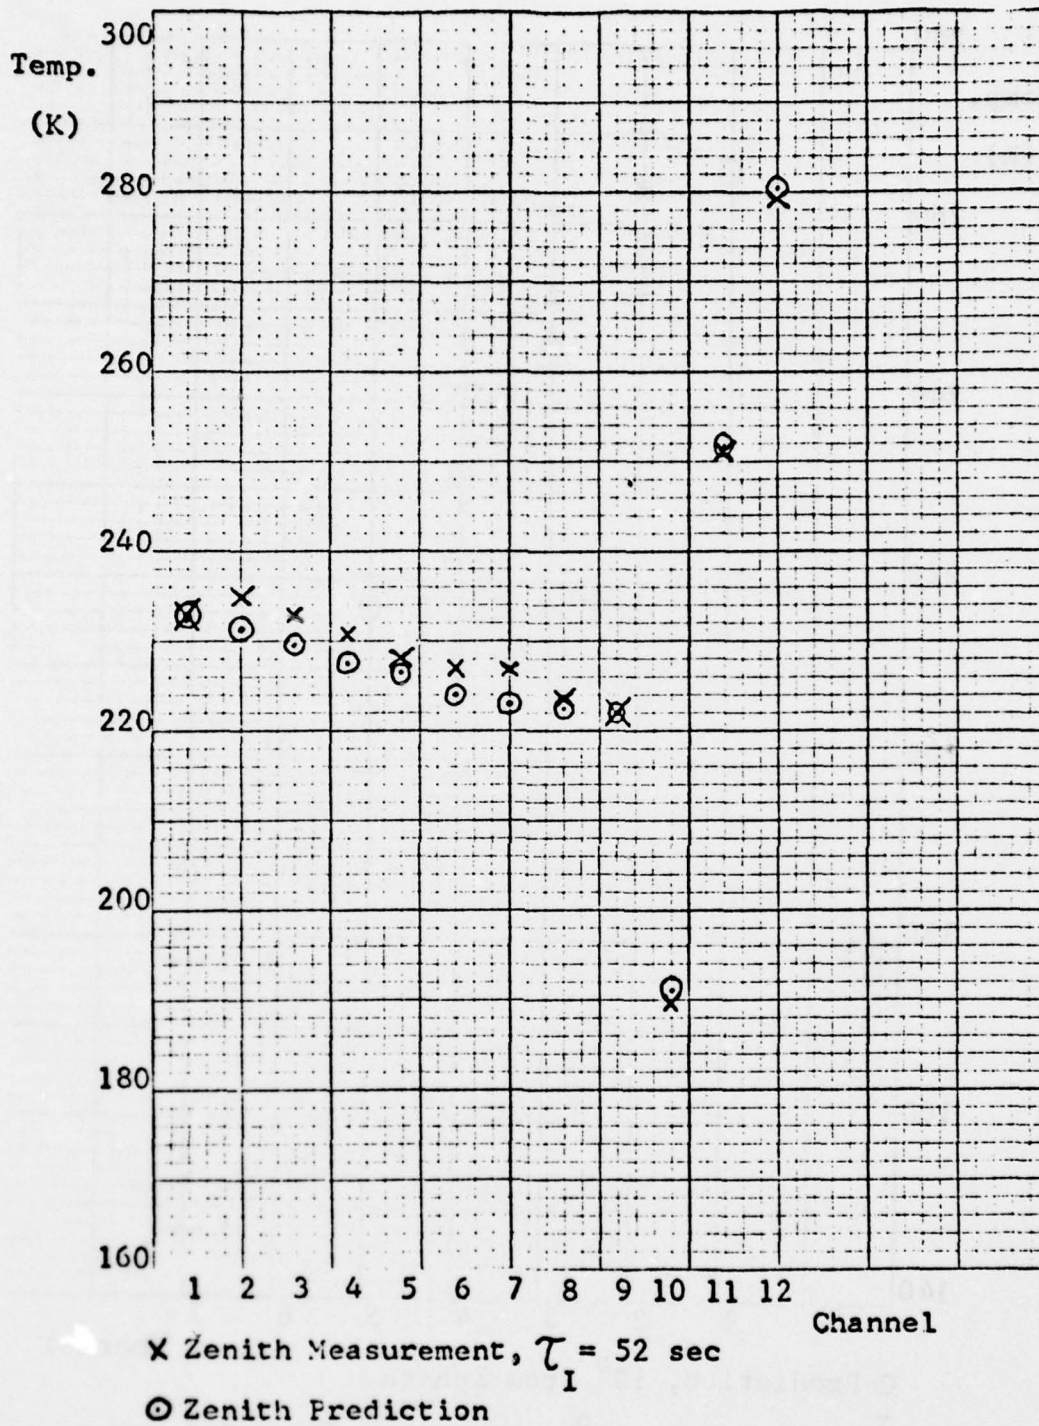 300
Temp.
(K)
280
260
240
220
200
180
160
1 2 3 4 5 6 7 8 9 10 11 12
Channel
x Zenith Measurement, τI = 52 sec
⊙ Zenith Prediction